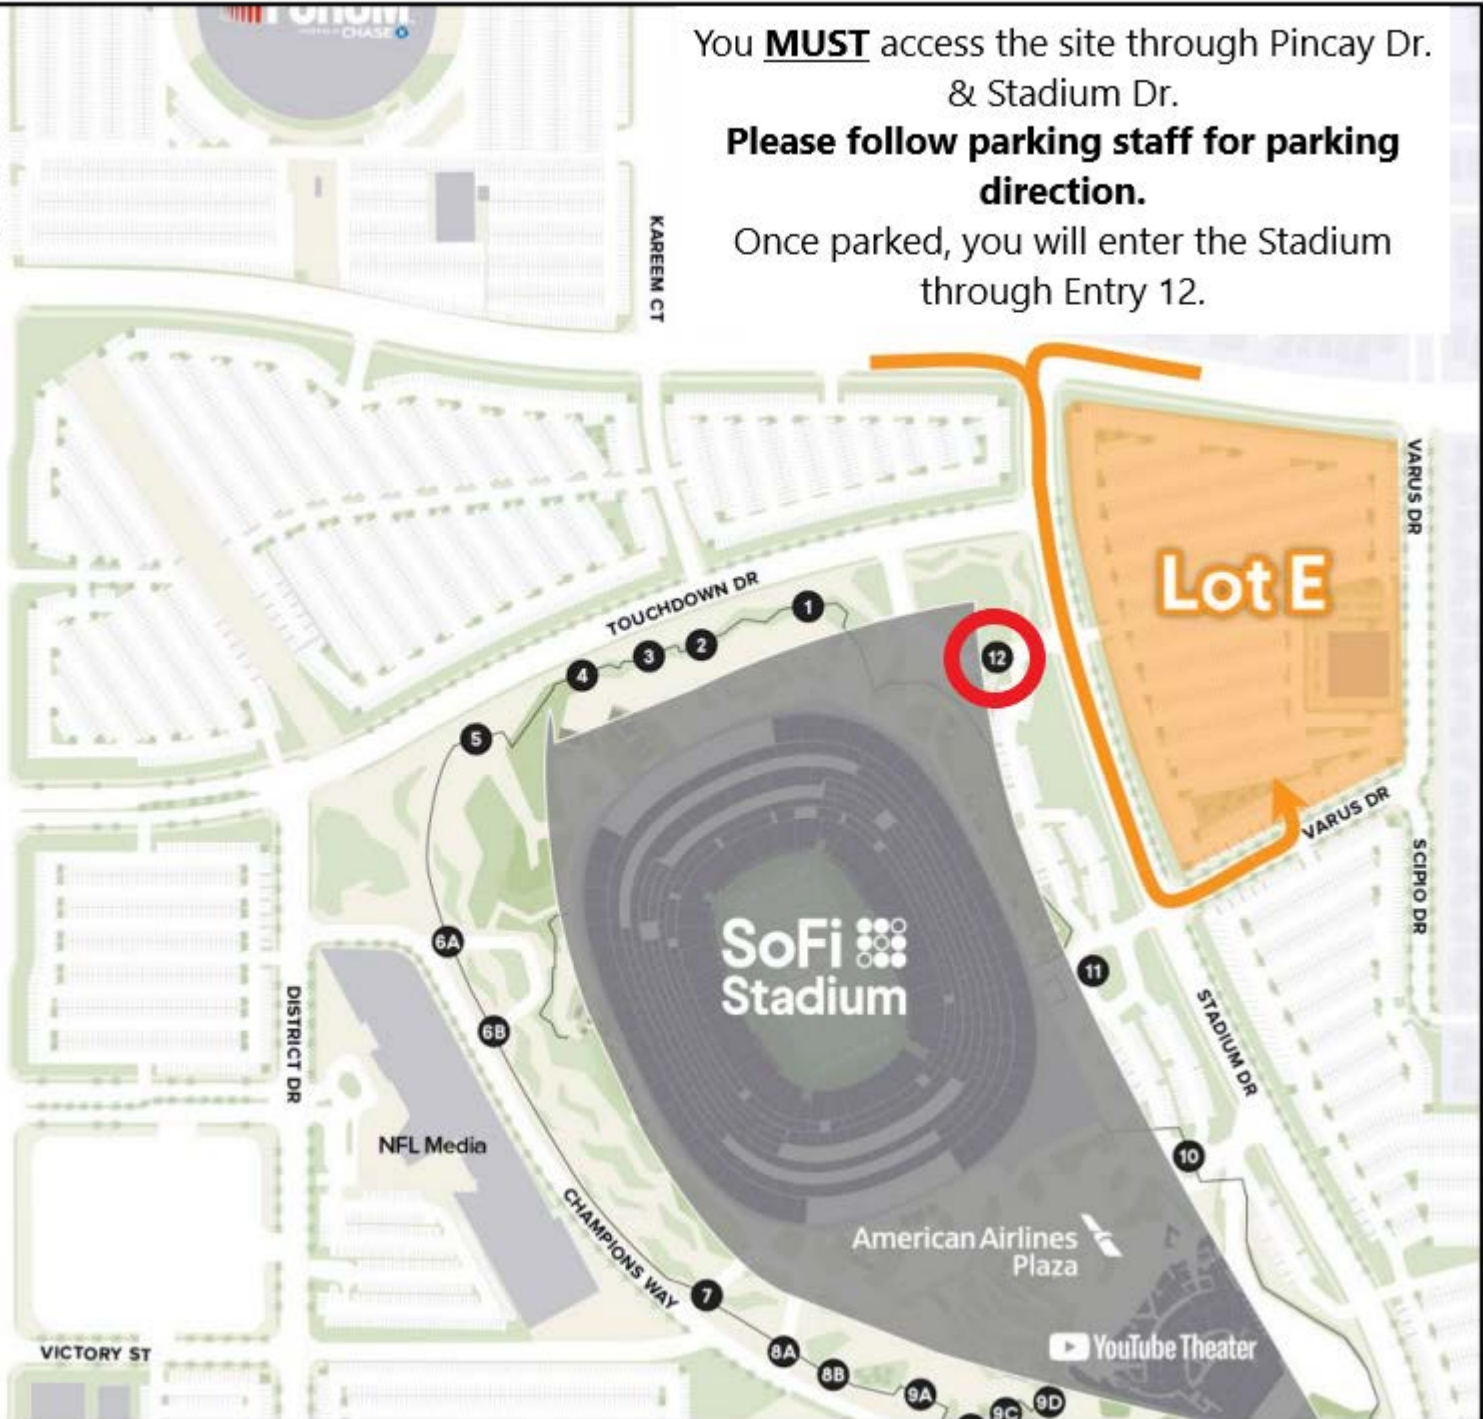 FORUM
CHASE
You MUST access the site through Pincay Dr.
& Stadium Dr.
Please follow parking staff for parking
direction.
Once parked, you will enter the Stadium
through Entry 12.
KAREEM CT
VARUS DR
Lot E
TOUCHDOWN DR
1
2
3
4
5
12
VARUS DR
SCIPIO DR
6A
SoFi
Stadium
11
6B
DISTRICT DR
STADIUM DR
NFL Media
10
CHAMPIONS WAY
American Airlines
Plaza
7
VICTORY ST
8A
YouTube Theater
8B
9A
9C
9D